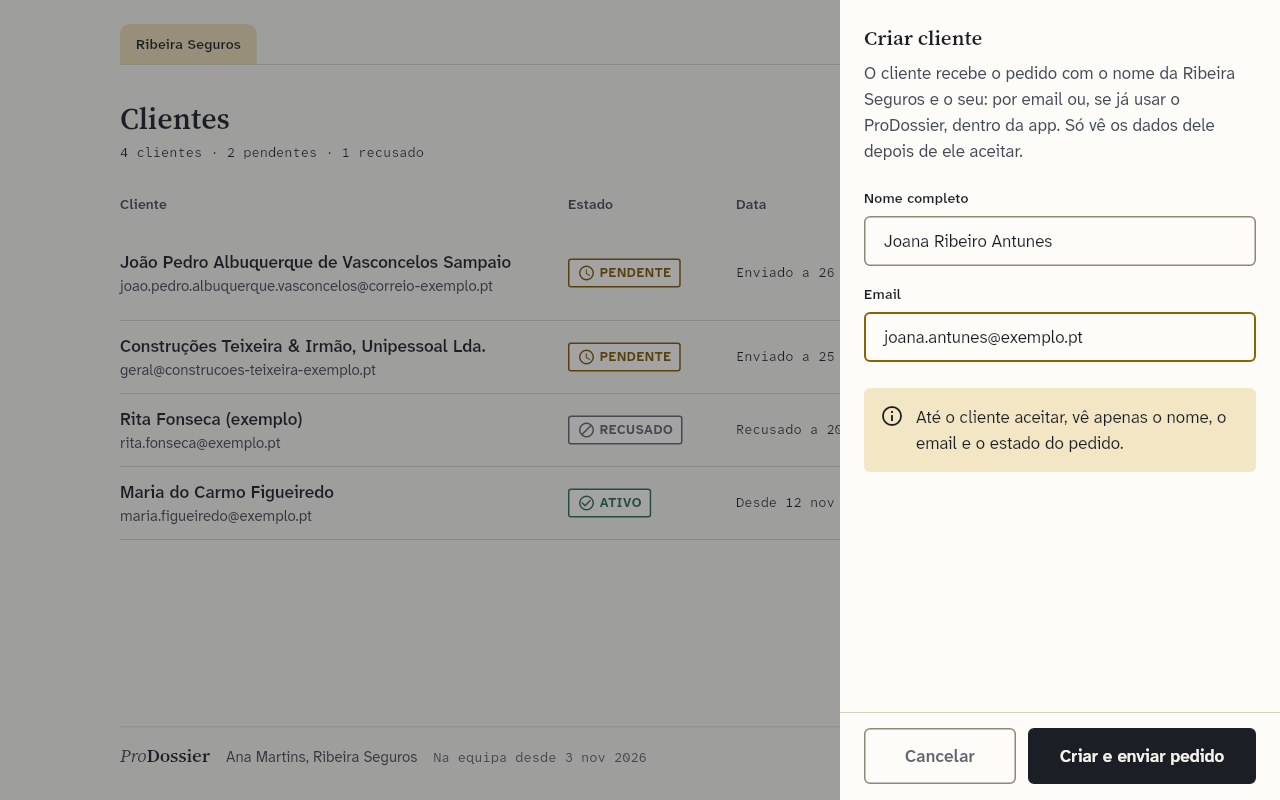 Ribeira Seguros
Clientes
4 clientes · 2 pendentes · 1 recusado
Cliente
Estado
Data
João Pedro Albuquerque de Vasconcelos Sampaio
joao.pedro.albuquerque.vasconcelos@correio-exemplo.pt
PENDENTE
Enviado a 26
Construções Teixeira & Irmão, Unipessoal Lda.
geral@construcoes-teixeira-exemplo.pt
PENDENTE
Enviado a 25
Rita Fonseca (exemplo)
rita.fonseca@exemplo.pt
RECUSADO
Recusado a 20
Maria do Carmo Figueiredo
maria.figueiredo@exemplo.pt
ATIVO
Desde 12 nov
ProDossier
Ana Martins, Ribeira Seguros
Na equipa desde 3 nov 2026
Criar cliente
O cliente recebe o pedido com o nome da Ribeira
Seguros e o seu: por email ou, se já usar o
ProDossier, dentro da app. Só vê os dados dele
depois de ele aceitar.
Nome completo
Joana Ribeiro Antunes
Email
joana.antunes@exemplo.pt
Até o cliente aceitar, vê apenas o nome, o
email e o estado do pedido.
Cancelar
Criar e enviar pedido